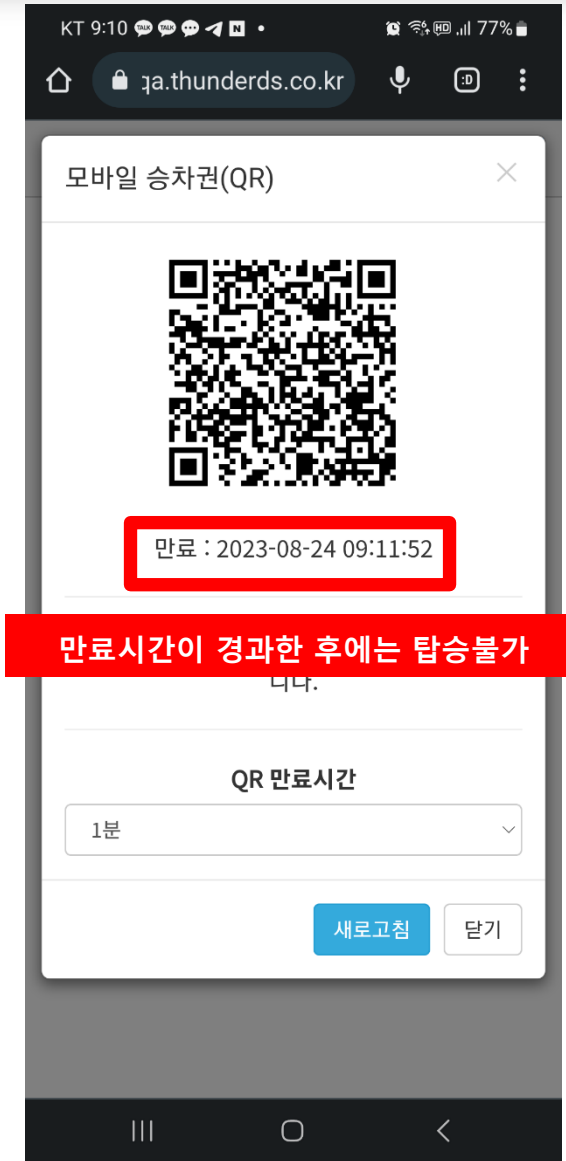 KT 9:10
77%
qa.thunderds.co.kr
모바일 승차권(QR)
만료 : 2023-08-24 09:11:52
만료시간이 경과한 후에는 탑승불가
니다.
QR 만료시간
1분
새로고침
닫기